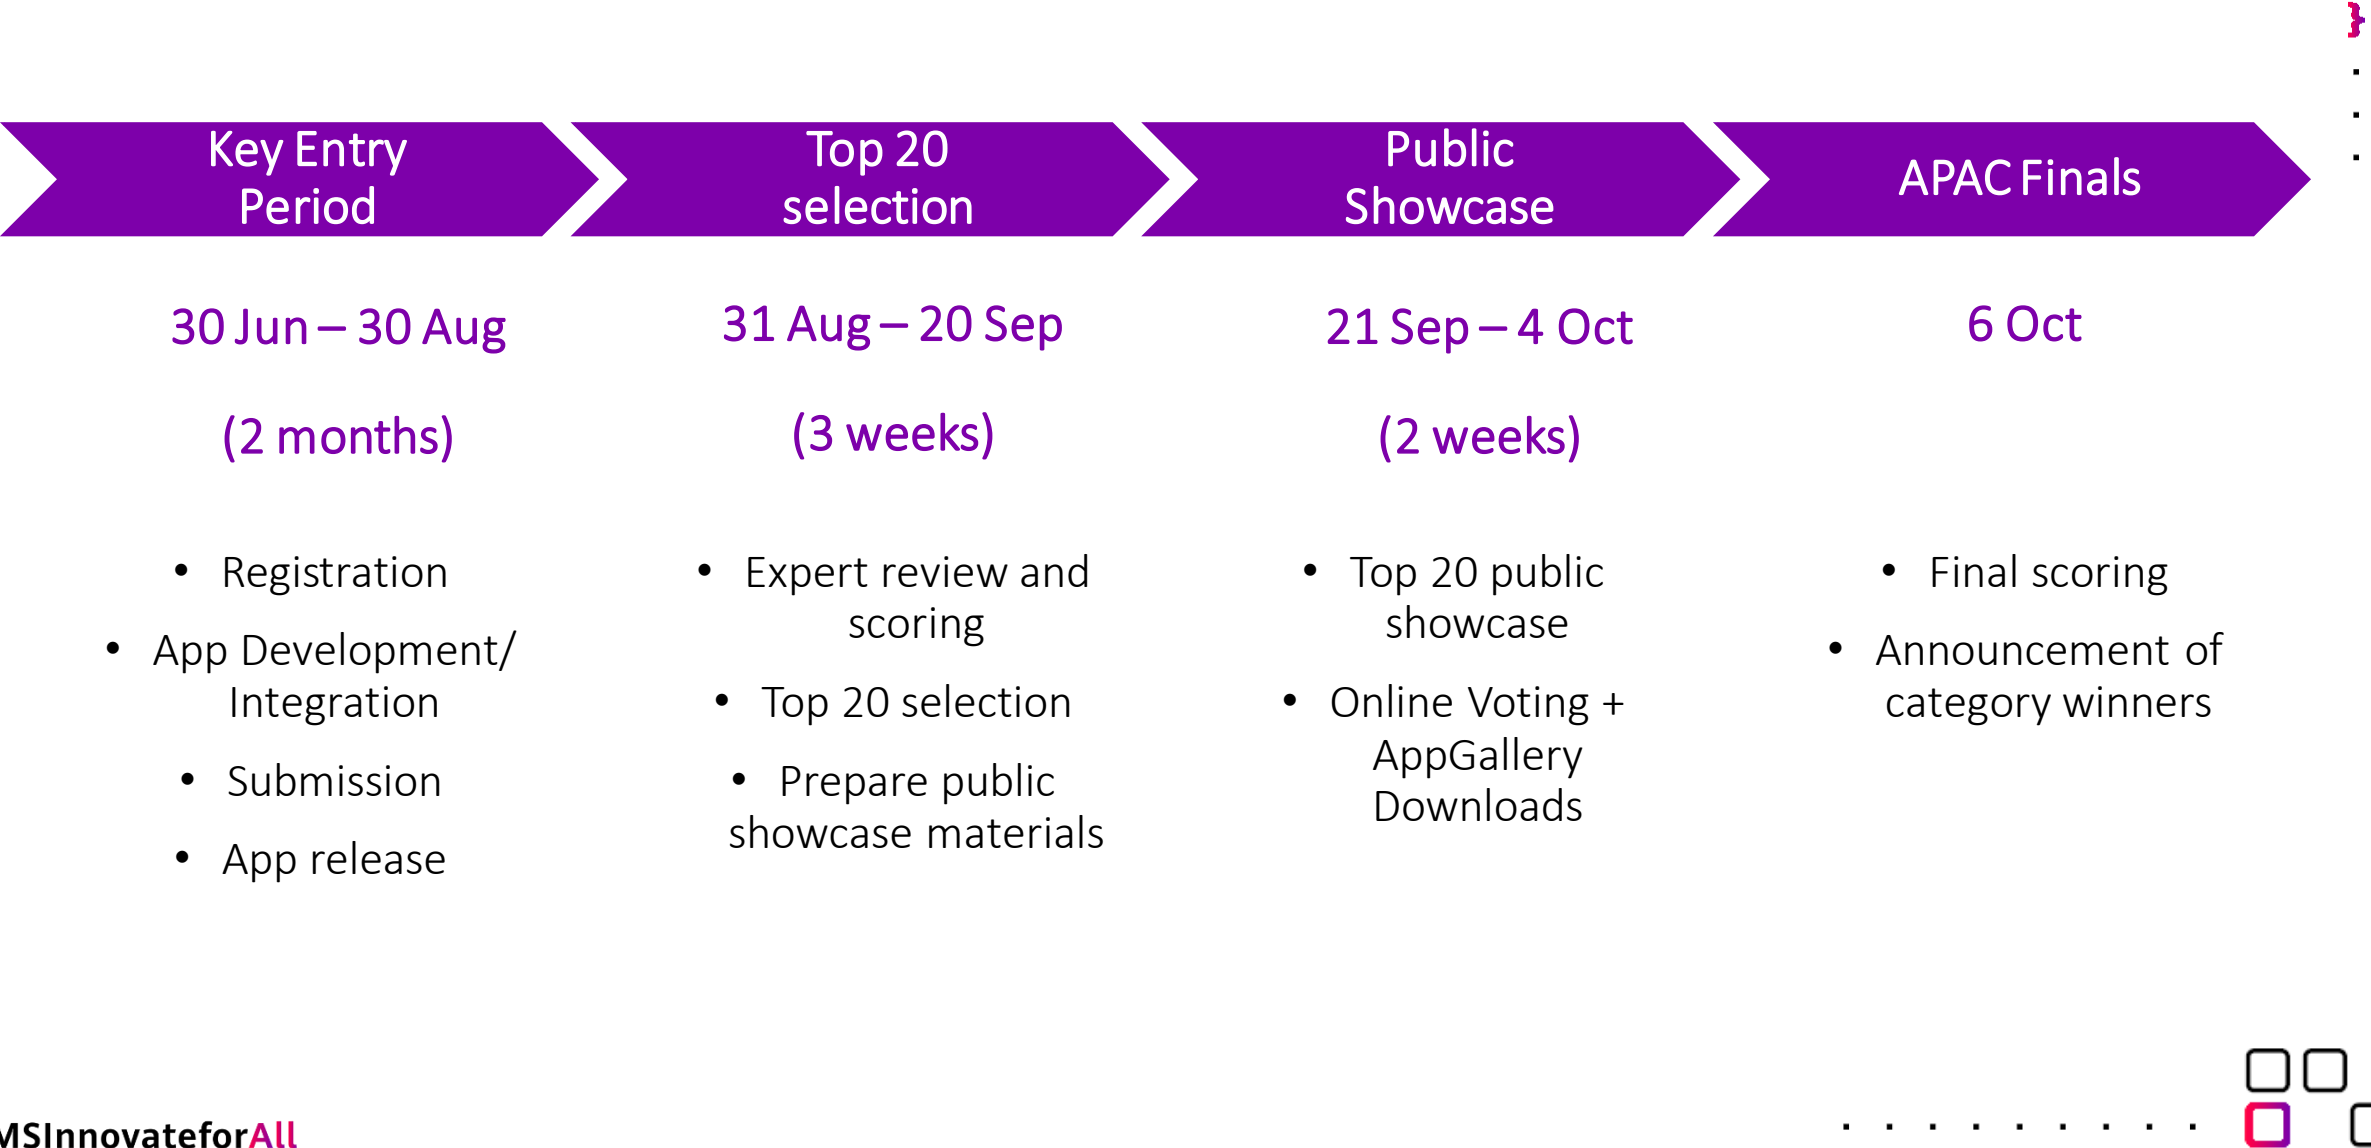 Key Entry
Period
Top 20
selection
Public
Showcase
APAC Finals
30 Jun – 30 Aug
(2 months)
31 Aug – 20 Sep
(3 weeks)
21 Sep – 4 Oct
(2 weeks)
6 Oct
• Registration
• App Development/
Integration
• Submission
• App release
• Expert review and
scoring
• Top 20 selection
• Prepare public
showcase materials
• Top 20 public
showcase
• Online Voting +
AppGallery
Downloads
• Final scoring
• Announcement of
category winners
MSInnovateforAll
}